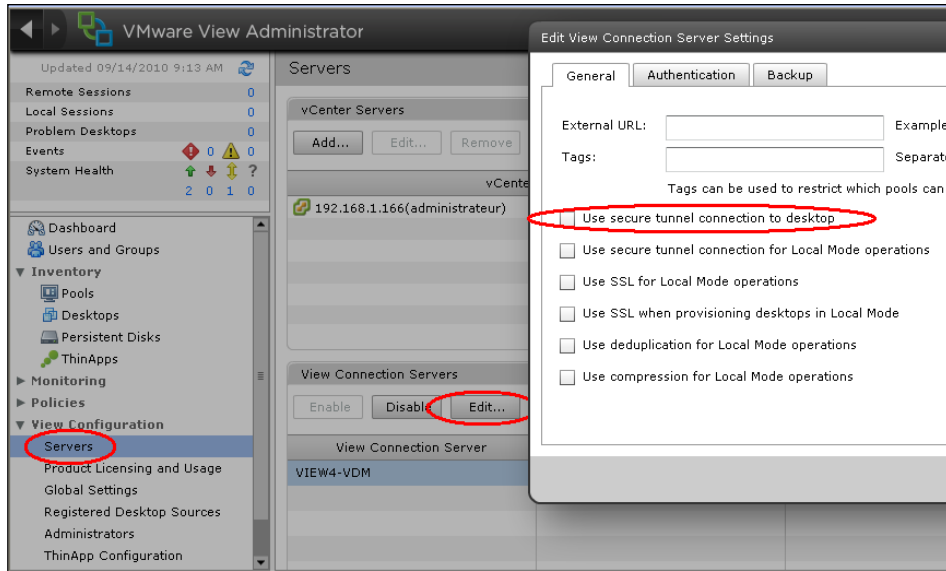 VMware View Administrator
Updated 09/14/2010 9:13 AM
Remote Sessions 0
Local Sessions 0
Problem Desktops 0
Events 0 0
System Health ?
2 0 1 0
Dashboard
Users and Groups
Inventory
Pools
Desktops
Persistent Disks
ThinApps
Monitoring
Policies
View Configuration
Servers
Product Licensing and Usage
Global Settings
Registered Desktop Sources
Administrators
ThinApp Configuration
Servers
vCenter Servers
Add... Edit... Remove
vCente
192.168.1.166(administrateur)
View Connection Servers
Enable Disable Edit...
View Connection Server
VIEW4-VDM
Edit View Connection Server Settings
General Authentication Backup
External URL: Example
Tags: Separat
Tags can be used to restrict which pools can
Use secure tunnel connection to desktop
Use secure tunnel connection for Local Mode operations
Use SSL for Local Mode operations
Use SSL when provisioning desktops in Local Mode
Use deduplication for Local Mode operations
Use compression for Local Mode operations